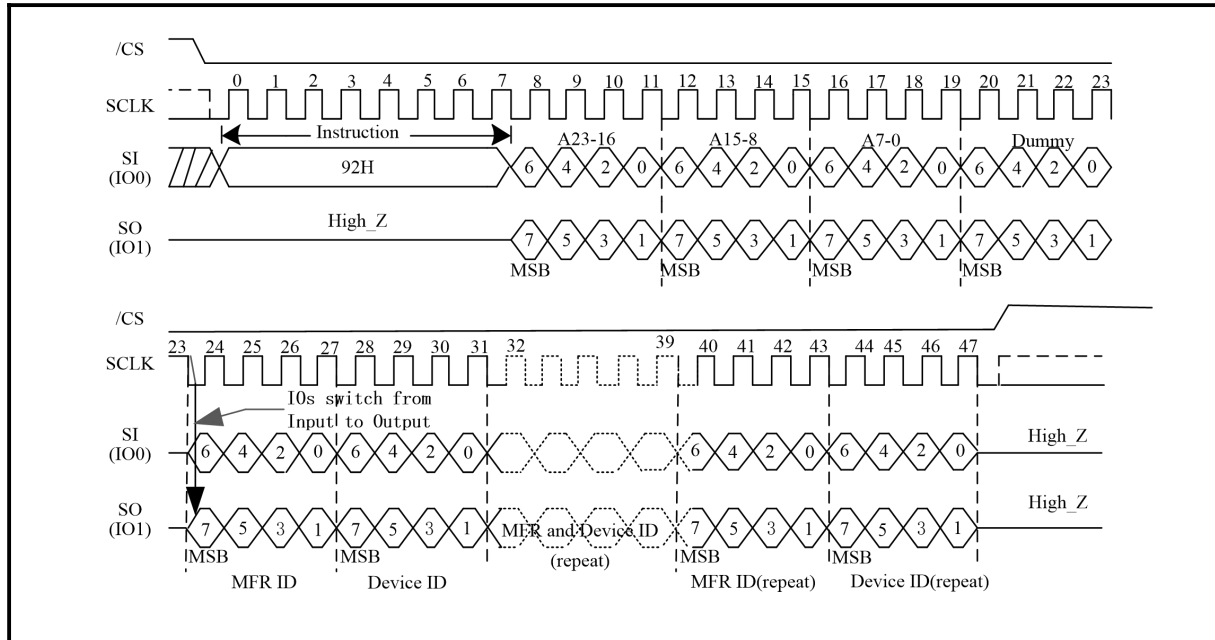 /CS
0 1 2 3 4 5 6 7 8 9 10 11 12 13 14 15 16 17 18 19 20 21 22 23
SCLK
Instruction A23-16 A15-8 A7-0 Dummy
SI
(IO0)
92H 6 4 2 0 6 4 2 0 6 4 2 0 6 4 2 0
High_Z
SO
(IO1)
7 5 3 1 7 5 3 1 7 5 3 1 7 5 3 1
MSB MSB MSB MSB
/CS
23 24 25 26 27 28 29 30 31 32 39 40 41 42 43 44 45 46 47
SCLK
IOs switch from
Input to Output
SI
(IO0)
6 4 2 0 6 4 2 0 6 4 2 0 6 4 2 0 High_Z
SO
(IO1)
7 5 3 1 7 5 3 1 MFR and Device ID 7 5 3 1 7 5 3 1 High_Z
MSB MSB (repeat) MSB MSB
MFR ID Device ID MFR ID(repeat) Device ID(repeat)